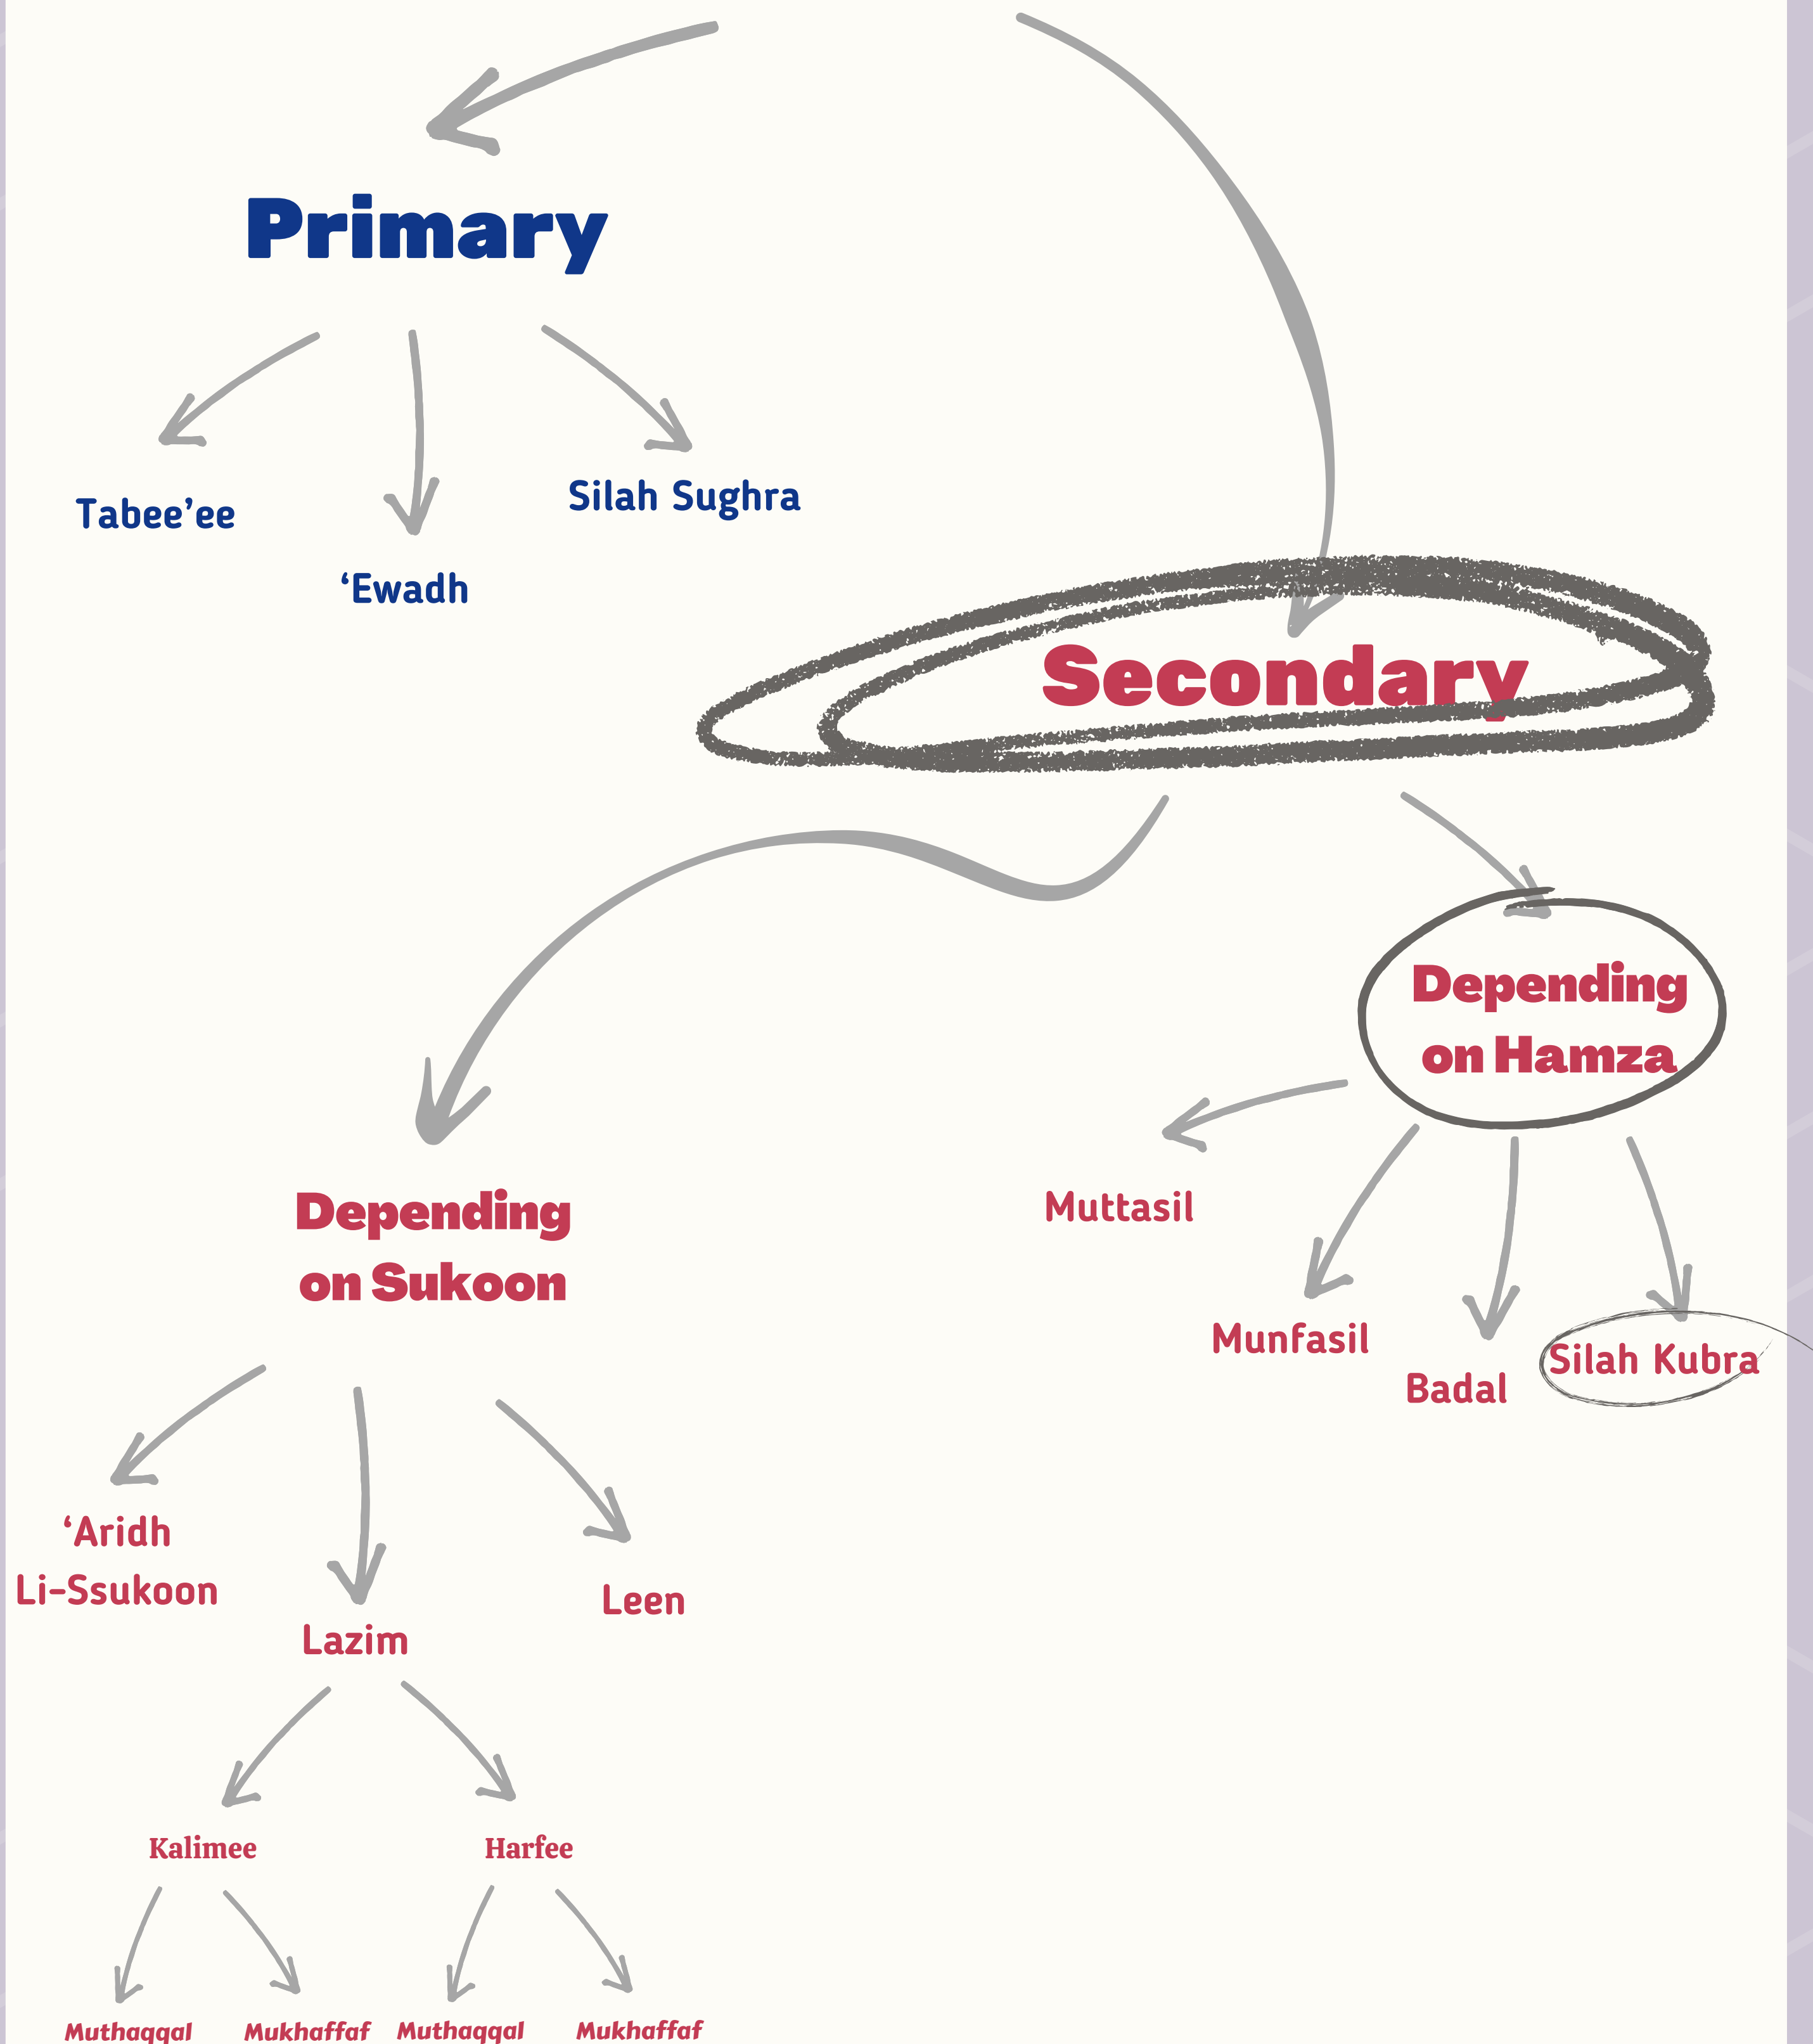 Primary
Tabee’ee
‘Ewadh
Silah Sughra
Secondary
Depending
on Hamza
Muttasil
Munfasil
Badal
Silah Kubra
Depending
on Sukoon
‘Aridh
Li-Ssukoon
Lazim
Leen
Kalimee
Harfee
Muthaqqal
Mukhaffaf
Muthaqqal
Mukhaffaf